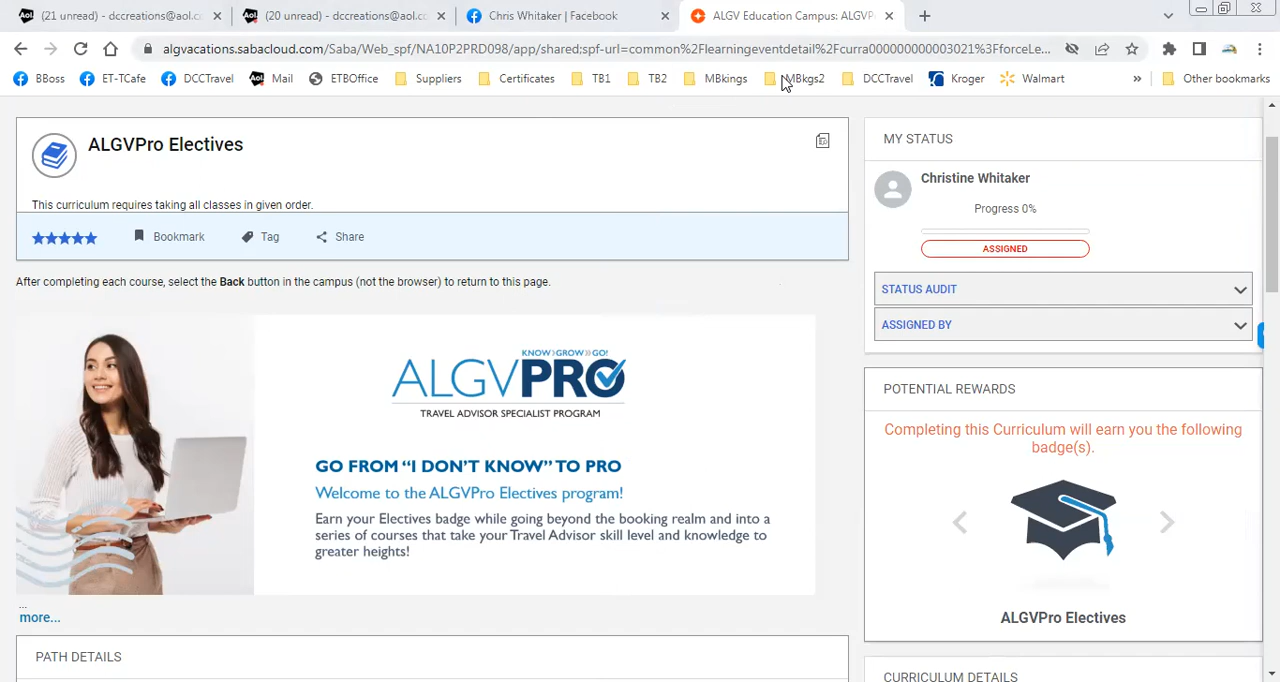 (21 unread) - dccreations@aol.cc
(20 unread) - dccreations@aol.cc
Chris Whitaker | Facebook
ALGV Education Campus: ALGVP
algvacations.sabacloud.com/Saba/Web_spf/NA10P2PRD098/app/shared;spf-url=common%2Flearningeventdetail%2Fcurra000000000003021%3FforceLe...
BBoss
ET-TCafe
DCCTravel
Aol. Mail
ETBOffice
Suppliers
Certificates
TB1
TB2
MBkings
MBkgs2
DCCTravel
Kroger
Walmart
»
Other bookmarks
ALGVPro Electives
This curriculum requires taking all classes in given order.
Bookmark
Tag
Share
After completing each course, select the Back button in the campus (not the browser) to return to this page.
KNOW»GROW»GO!
ALGVPRO
TRAVEL ADVISOR SPECIALIST PROGRAM
GO FROM “I DON’T KNOW” TO PRO
Welcome to the ALGVPro Electives program!
Earn your Electives badge while going beyond the booking realm and into a
series of courses that take your Travel Advisor skill level and knowledge to
greater heights!
...
more...
PATH DETAILS
MY STATUS
Christine Whitaker
Progress 0%
ASSIGNED
STATUS AUDIT
ASSIGNED BY
POTENTIAL REWARDS
Completing this Curriculum will earn you the following
badge(s).
ALGVPro Electives
CURRICULUM DETAILS